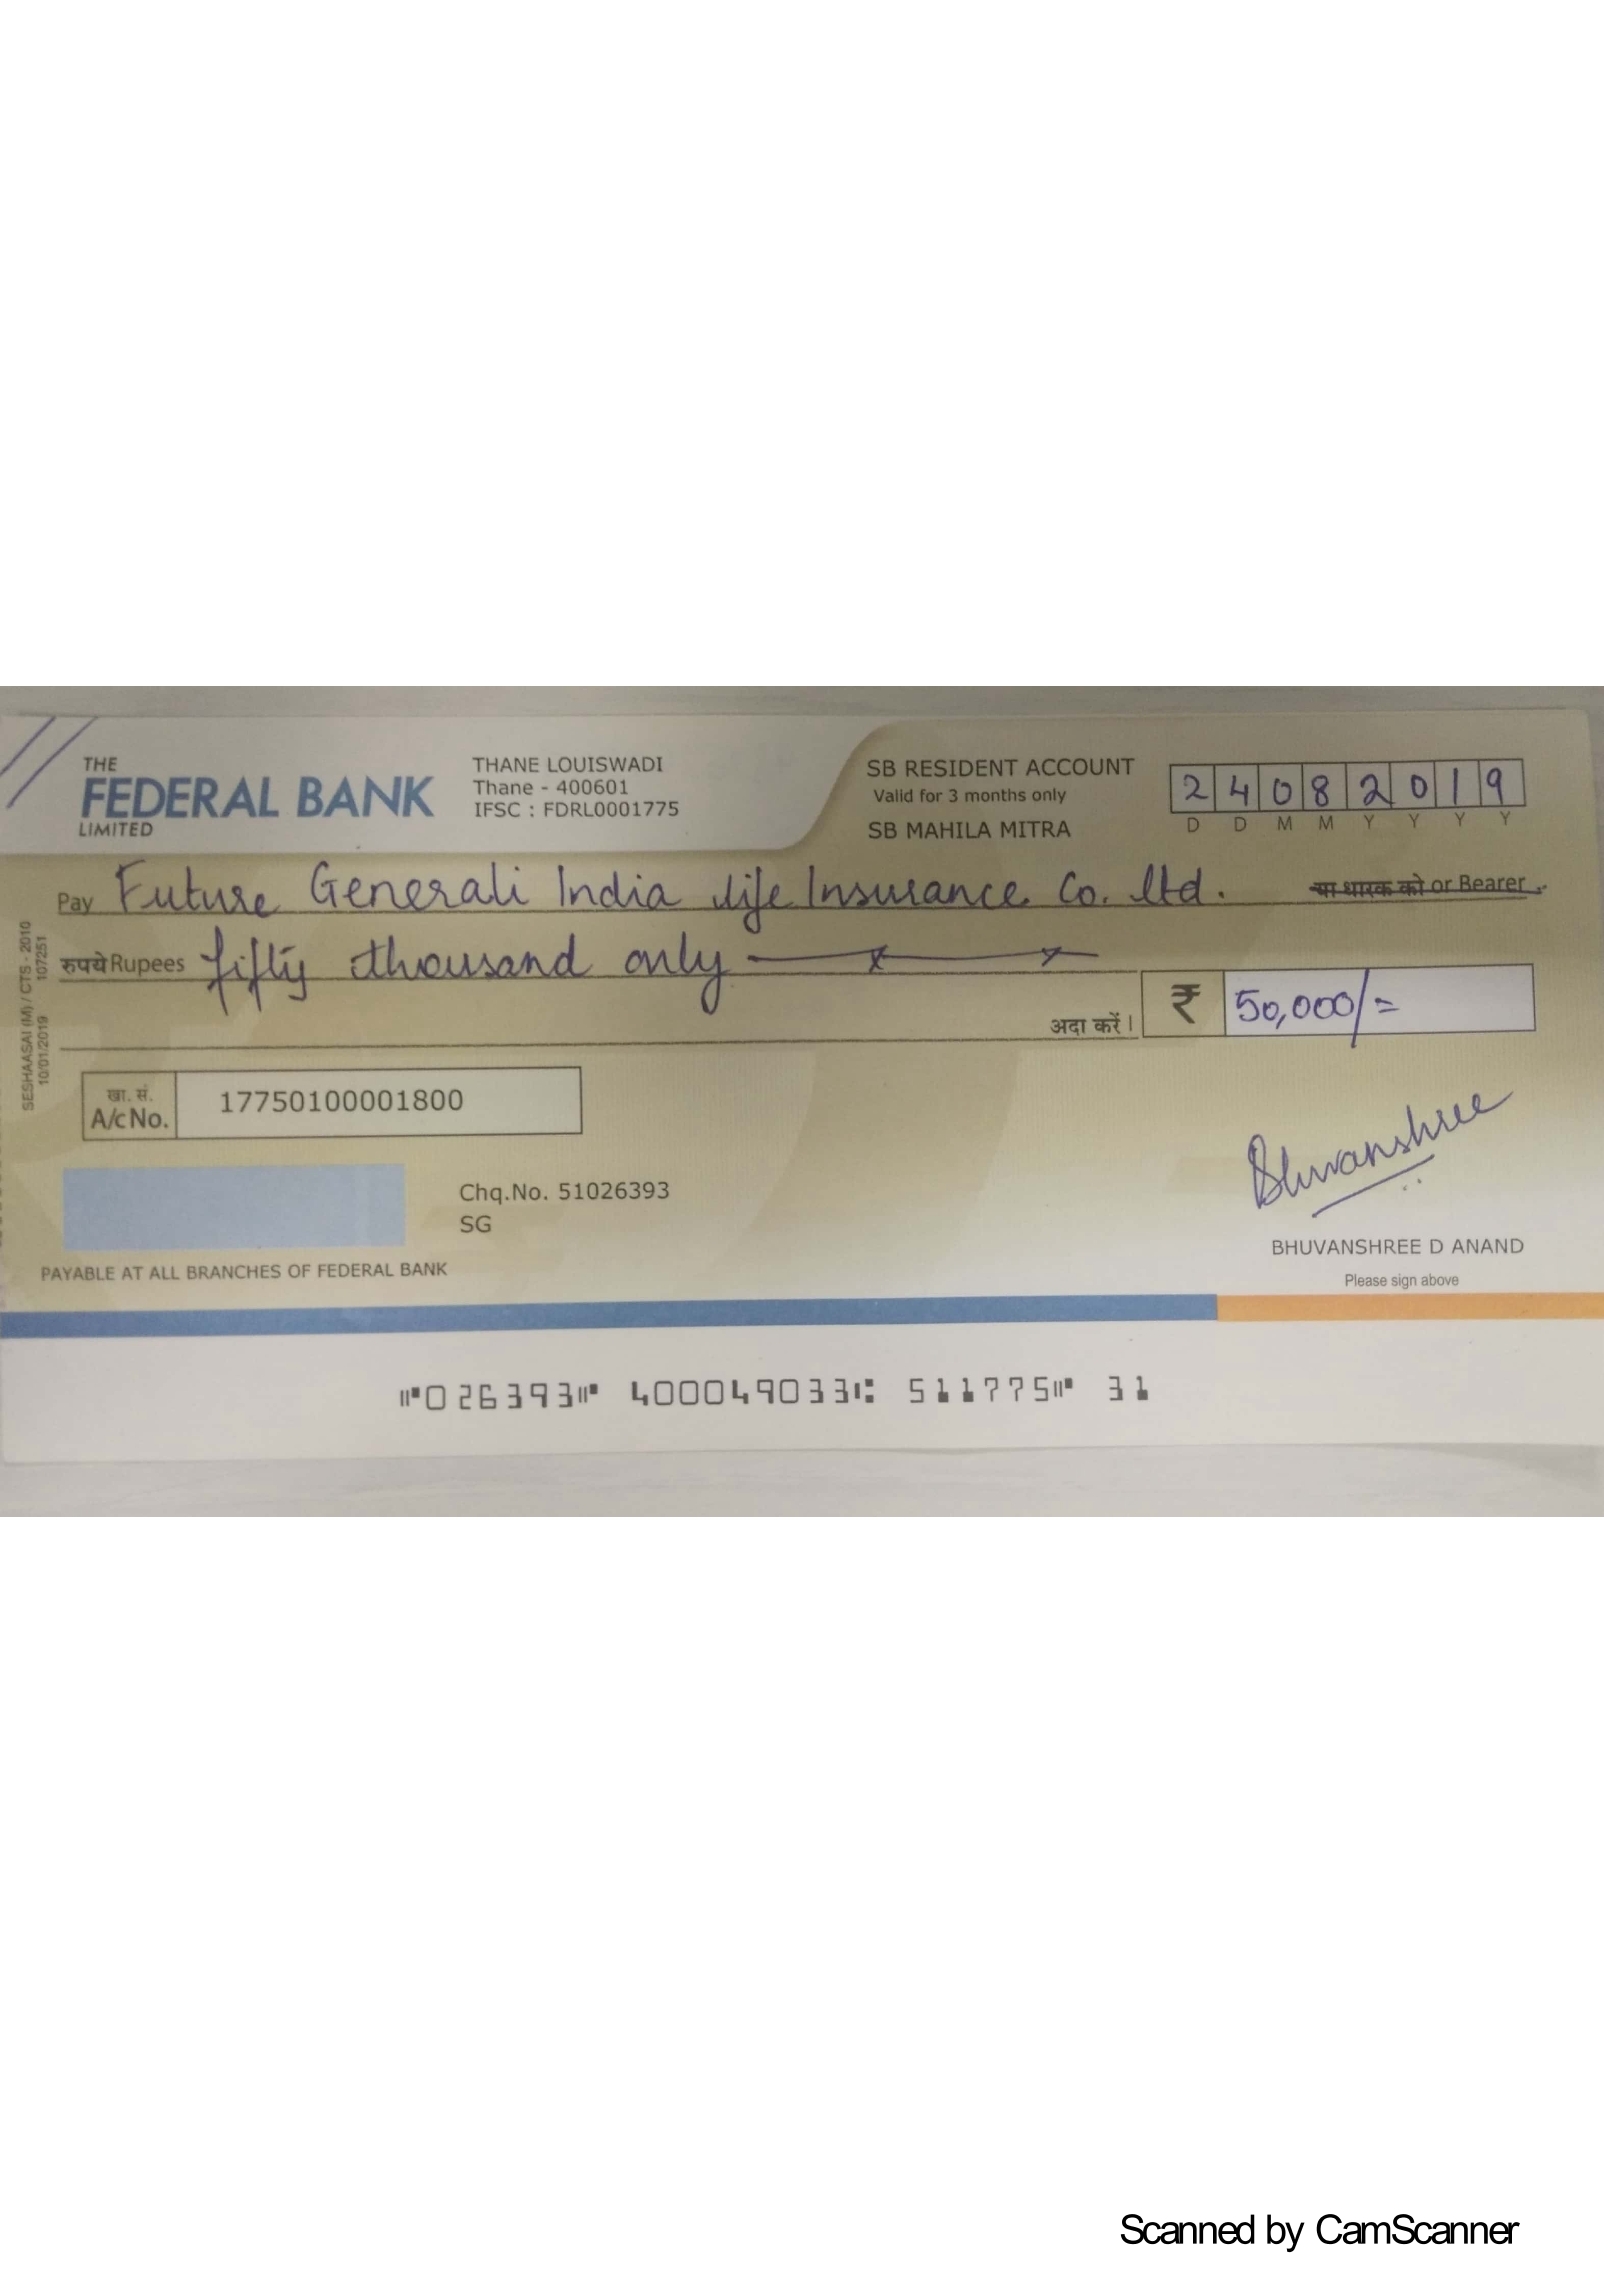 THE
FEDERAL BANK
LIMITED
THANE LOUISWADI
Thane - 400601
IFSC : FDRL0001775
SB RESIDENT ACCOUNT
Valid for 3 months only
SB MAHILA MITRA
2 4 0 8 2 0 1 9
D D M M Y Y Y Y
Pay Future Generali India life Insurance Co. ltd. या धारक को or Bearer
रुपये Rupees fifty thousand only
अदा करें। ₹ 50,000/=
SESHAASAI (M) / CTS - 2010
10/01/2019 107251
खा. सं.
A/c No. 17750100001800
Chq.No. 51026393
SG
PAYABLE AT ALL BRANCHES OF FEDERAL BANK
Bhuvanshree
BHUVANSHREE D ANAND
Please sign above
⑈026393⑈ 400049033⑆ 511775⑈ 31
Scanned by CamScanner